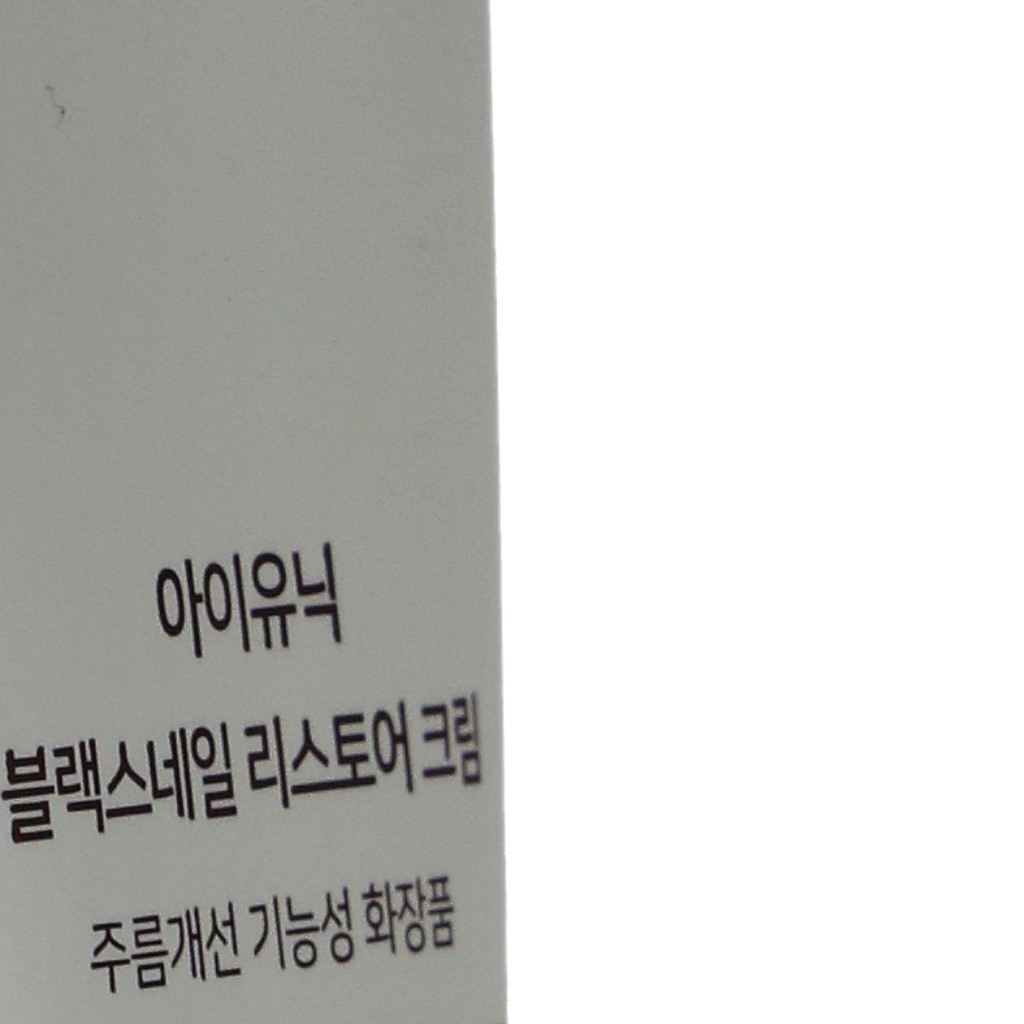 아이유닉
블랙스네일 리스토어 크림
주름개선 기능성 화장품